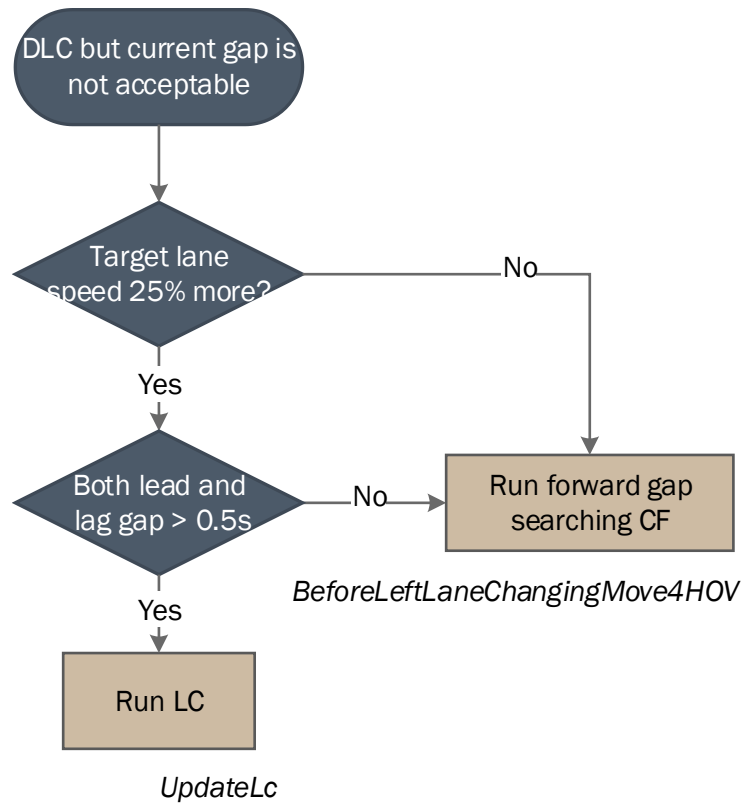 DLC but current gap is
not acceptable
Target lane
speed 25% more?
No
Yes
Both lead and
lag gap > 0.5s
No
Run forward gap
searching CF
BeforeLeftLaneChangingMove4HOV
Yes
Run LC
UpdateLc